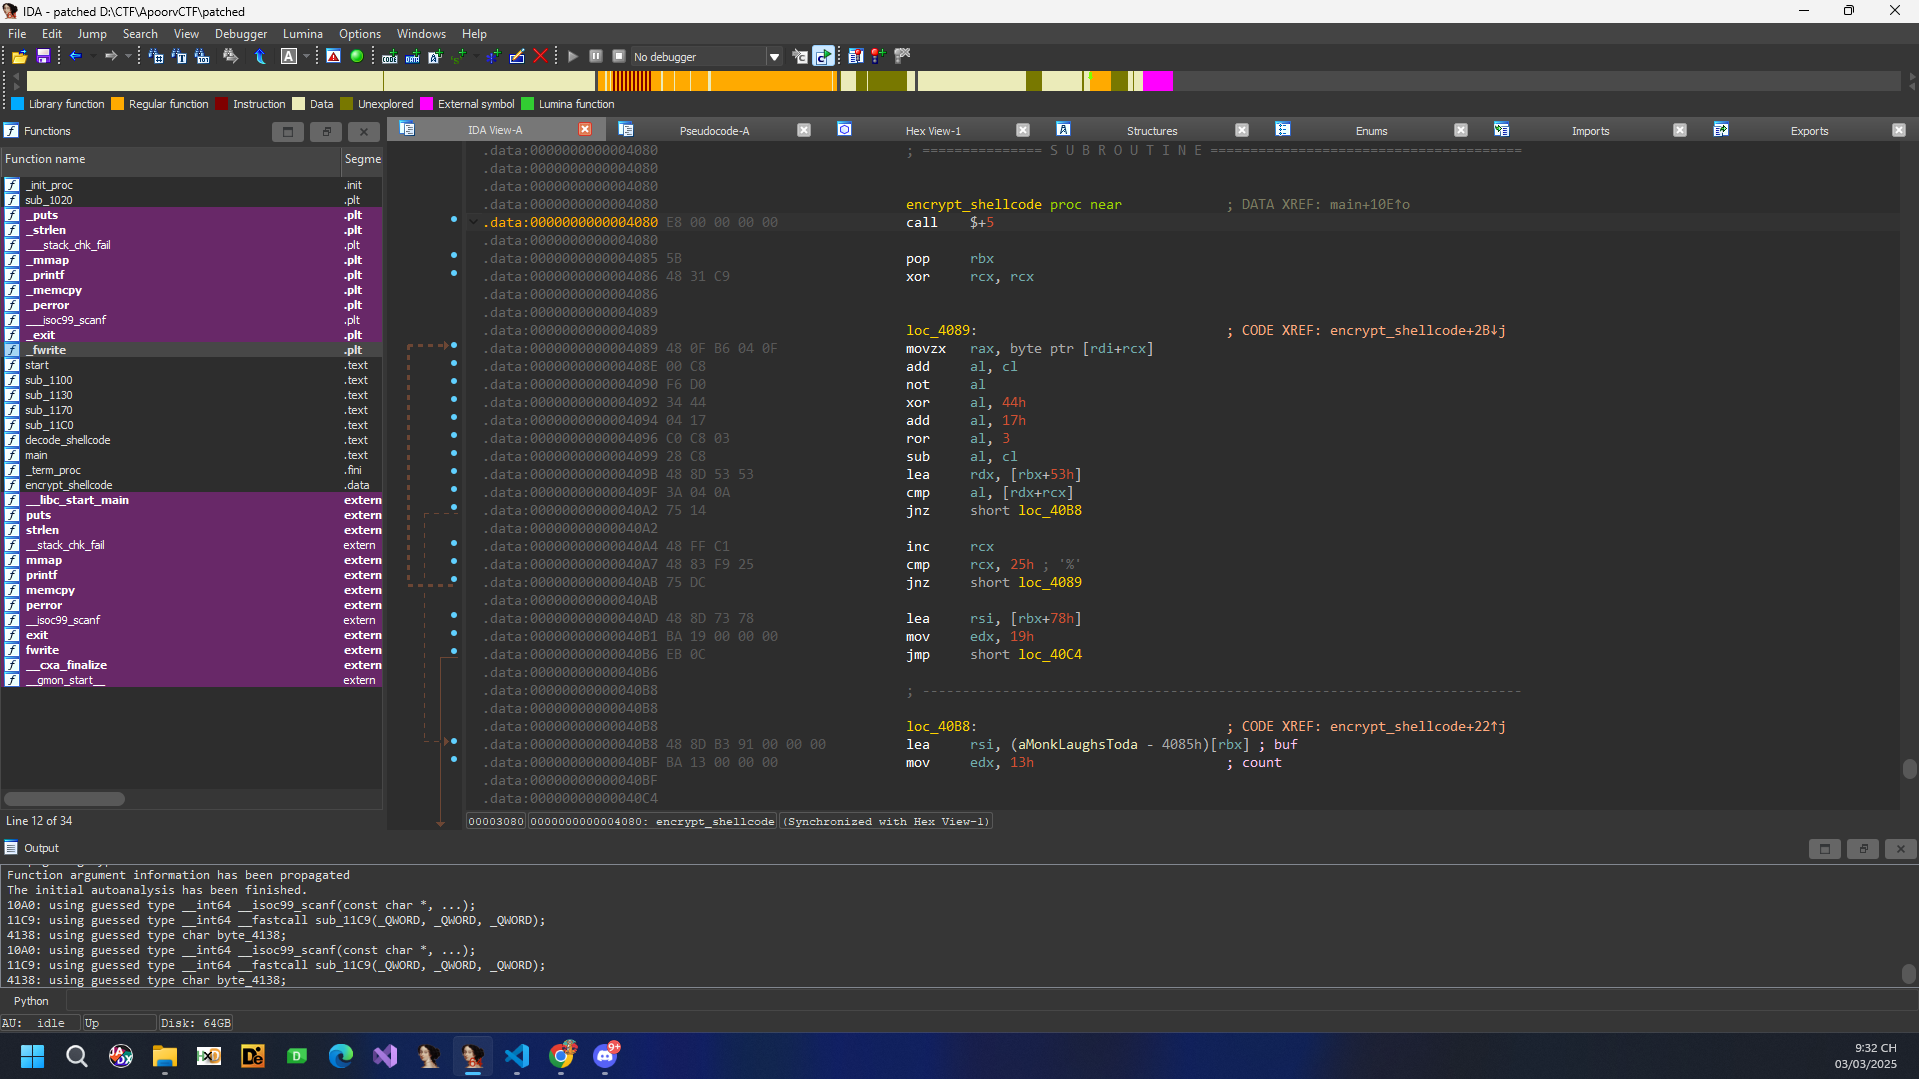 IDA - patched D:\CTF\ApoorvCTF\patched
File Edit Jump Search View Debugger Lumina Options Windows Help
No debugger
Library function Regular function Instruction Data Unexplored External symbol Lumina function
Functions
IDA View-A Pseudocode-A Hex View-1 Structures Enums Imports Exports
Function name Segme
_init_proc .init
sub_1020 .plt
_puts .plt
_strlen .plt
___stack_chk_fail .plt
_mmap .plt
_printf .plt
_memcpy .plt
_perror .plt
___isoc99_scanf .plt
_exit .plt
_fwrite .plt
start .text
sub_1100 .text
sub_1130 .text
sub_1170 .text
sub_11C0 .text
decode_shellcode .text
main .text
_term_proc .fini
encrypt_shellcode .data
__libc_start_main extern
puts extern
strlen extern
__stack_chk_fail extern
mmap extern
printf extern
memcpy extern
perror extern
__isoc99_scanf extern
exit extern
fwrite extern
__cxa_finalize extern
__gmon_start__ extern
Line 12 of 34
.data:0000000000004080 ; =============== S U B R O U T I N E =======================================
.data:0000000000004080
.data:0000000000004080
.data:0000000000004080 encrypt_shellcode proc near ; DATA XREF: main+10E↑o
.data:0000000000004080 E8 00 00 00 00 call $+5
.data:0000000000004080
.data:0000000000004085 5B pop rbx
.data:0000000000004086 48 31 C9 xor rcx, rcx
.data:0000000000004086
.data:0000000000004089
.data:0000000000004089 loc_4089: ; CODE XREF: encrypt_shellcode+2B↓j
.data:0000000000004089 48 0F B6 04 0F movzx rax, byte ptr [rdi+rcx]
.data:000000000000408E 00 C8 add al, cl
.data:0000000000004090 F6 D0 not al
.data:0000000000004092 34 44 xor al, 44h
.data:0000000000004094 04 17 add al, 17h
.data:0000000000004096 C0 C8 03 ror al, 3
.data:0000000000004099 28 C8 sub al, cl
.data:000000000000409B 48 8D 53 53 lea rdx, [rbx+53h]
.data:000000000000409F 3A 04 0A cmp al, [rdx+rcx]
.data:00000000000040A2 75 14 jnz short loc_40B8
.data:00000000000040A2
.data:00000000000040A4 48 FF C1 inc rcx
.data:00000000000040A7 48 83 F9 25 cmp rcx, 25h ; '%'
.data:00000000000040AB 75 DC jnz short loc_4089
.data:00000000000040AB
.data:00000000000040AD 48 8D 73 78 lea rsi, [rbx+78h]
.data:00000000000040B1 BA 19 00 00 00 mov edx, 19h
.data:00000000000040B6 EB 0C jmp short loc_40C4
.data:00000000000040B6
.data:00000000000040B8 ; ---------------------------------------------------------------------------
.data:00000000000040B8
.data:00000000000040B8 loc_40B8: ; CODE XREF: encrypt_shellcode+22↑j
.data:00000000000040B8 48 8D B3 91 00 00 00 lea rsi, (aMonkLaughsToda - 4085h)[rbx] ; buf
.data:00000000000040BF BA 13 00 00 00 mov edx, 13h ; count
.data:00000000000040BF
.data:00000000000040C4
00003080 0000000000004080: encrypt_shellcode (Synchronized with Hex View-1)
Output
Function argument information has been propagated
The initial autoanalysis has been finished.
10A0: using guessed type __int64 __isoc99_scanf(const char *, ...);
11C9: using guessed type __int64 __fastcall sub_11C9(_QWORD, _QWORD, _QWORD);
4138: using guessed type char byte_4138;
10A0: using guessed type __int64 __isoc99_scanf(const char *, ...);
11C9: using guessed type __int64 __fastcall sub_11C9(_QWORD, _QWORD, _QWORD);
4138: using guessed type char byte_4138;
Python
AU: idle Up Disk: 64GB
9:32 CH
03/03/2025